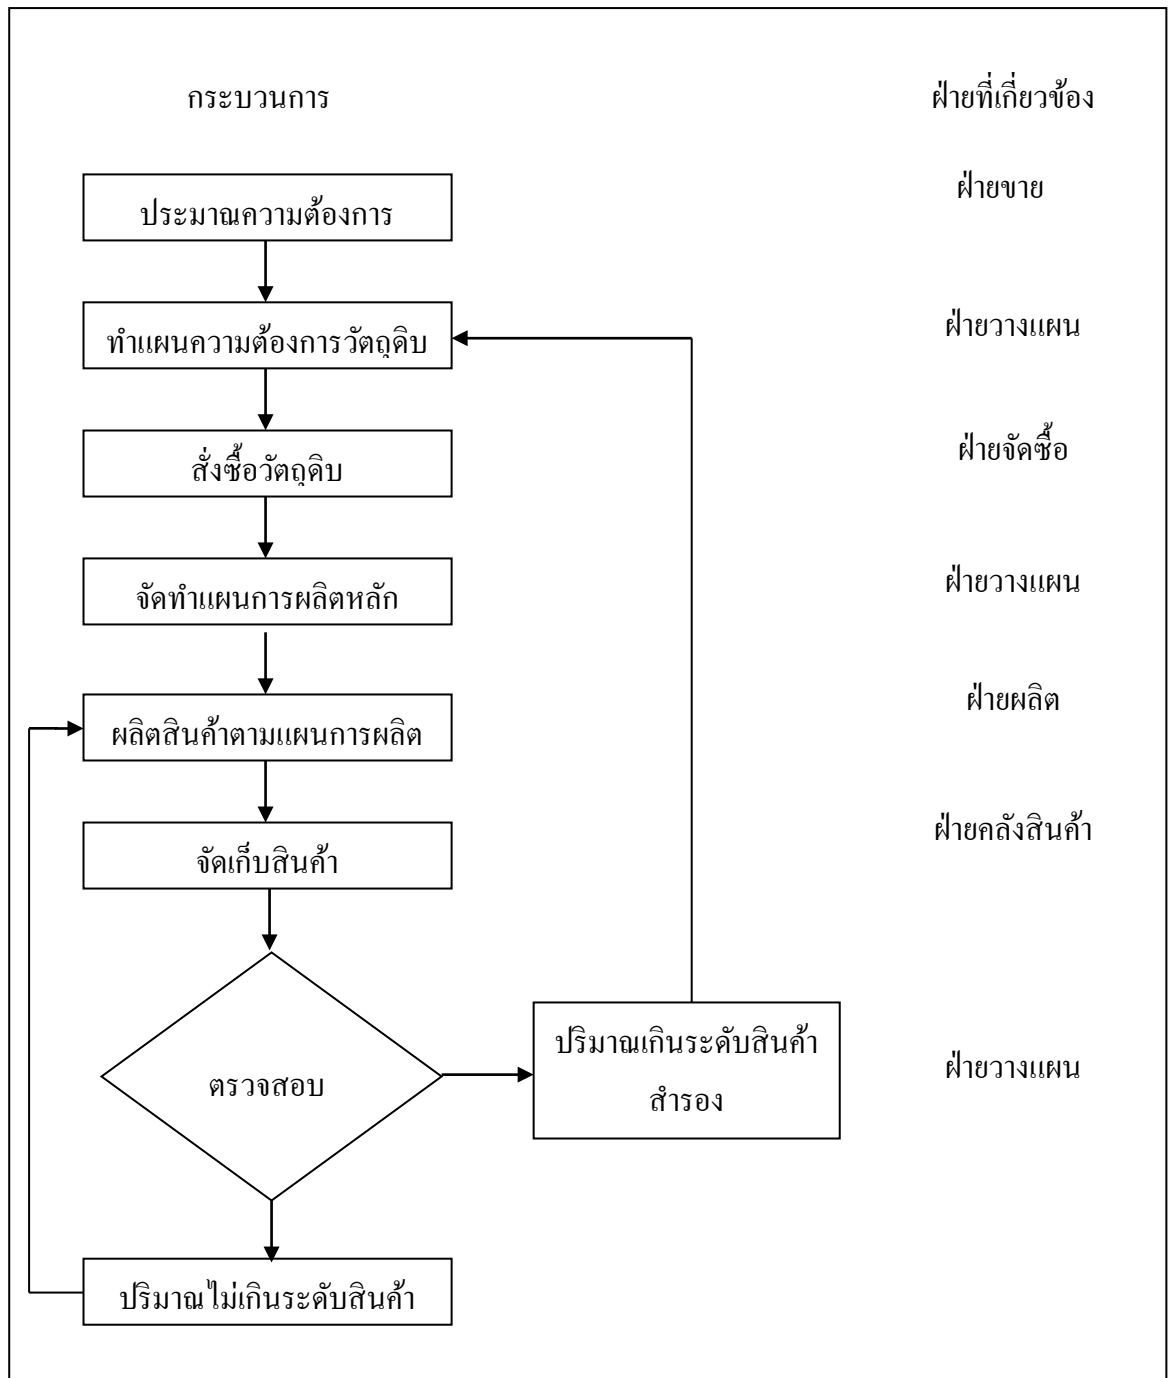 กระบวนการ
ฝ่ายที่เกี่ยวข้อง
ประมาณความต้องการ
ฝ่ายขาย
ทำแผนความต้องการวัตถุดิบ
ฝ่ายวางแผน
สั่งซื้อวัตถุดิบ
ฝ่ายจัดซื้อ
จัดทำแผนการผลิตหลัก
ฝ่ายวางแผน
ผลิตสินค้าตามแผนการผลิต
ฝ่ายผลิต
จัดเก็บสินค้า
ฝ่ายคลังสินค้า
ตรวจสอบ
ปริมาณเกินระดับสินค้า
สำรอง
ฝ่ายวางแผน
ปริมาณไม่เกินระดับสินค้า